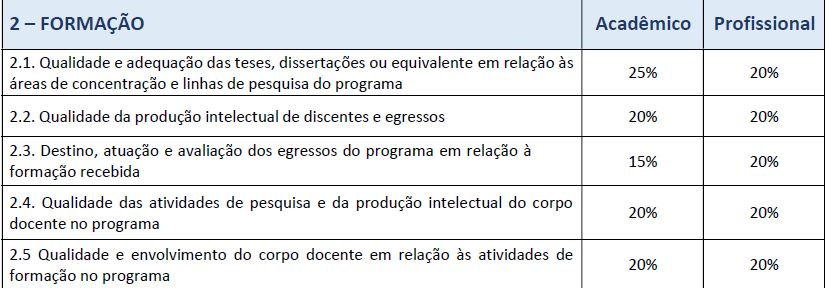 2 – FORMAÇÃO Acadêmico Profissional
2.1. Qualidade e adequação das teses, dissertações ou equivalente em relação às
áreas de concentração e linhas de pesquisa do programa
25% 20%
2.2. Qualidade da produção intelectual de discentes e egressos 20% 20%
2.3. Destino, atuação e avaliação dos egressos do programa em relação à
formação recebida
15% 20%
2.4. Qualidade das atividades de pesquisa e da produção intelectual do corpo
docente no programa
20% 20%
2.5 Qualidade e envolvimento do corpo docente em relação às atividades de
formação no programa
20% 20%